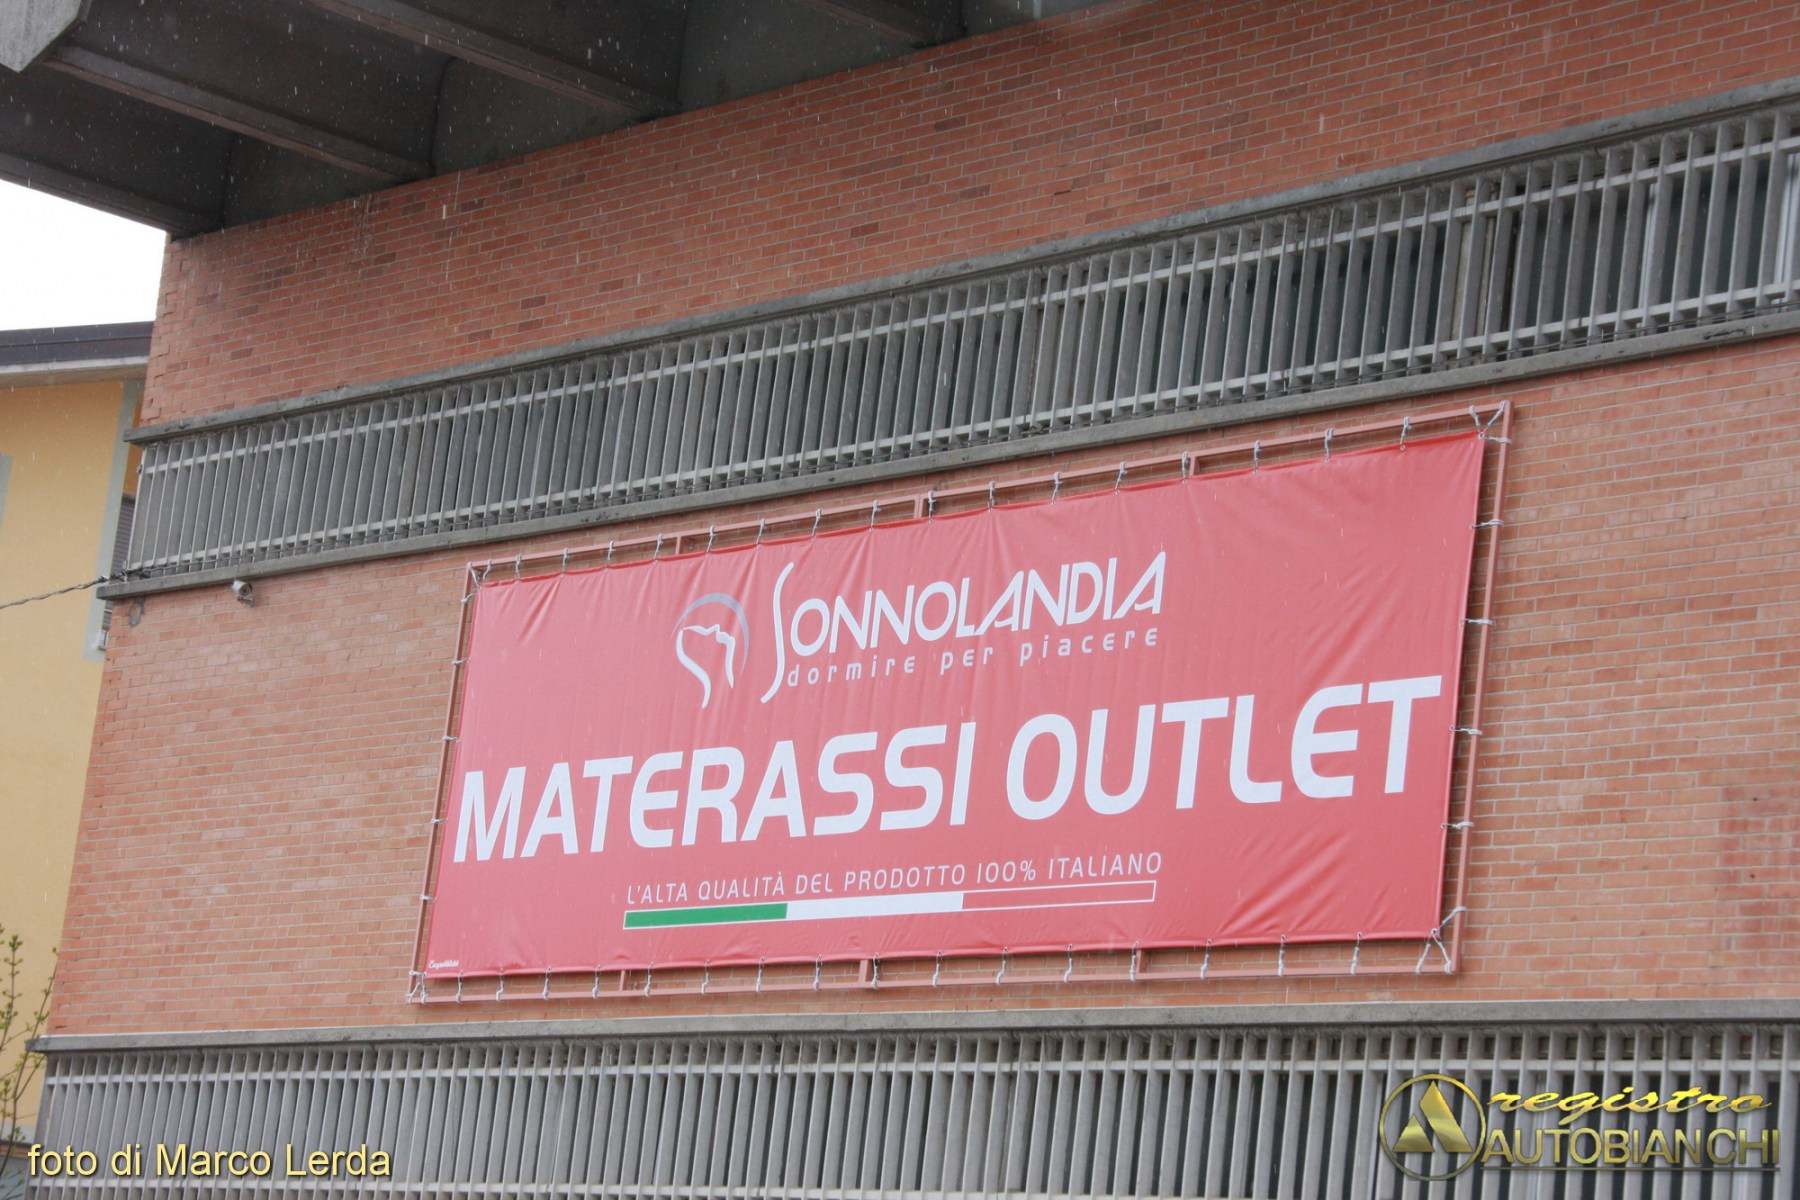 SONNOLANDIA
dormire per piacere
MATERASSI OUTLET
L'ALTA QUALITÀ DEL PRODOTTO 100% ITALIANO
foto di Marco Lerda
registro
AUTOBIANCHI